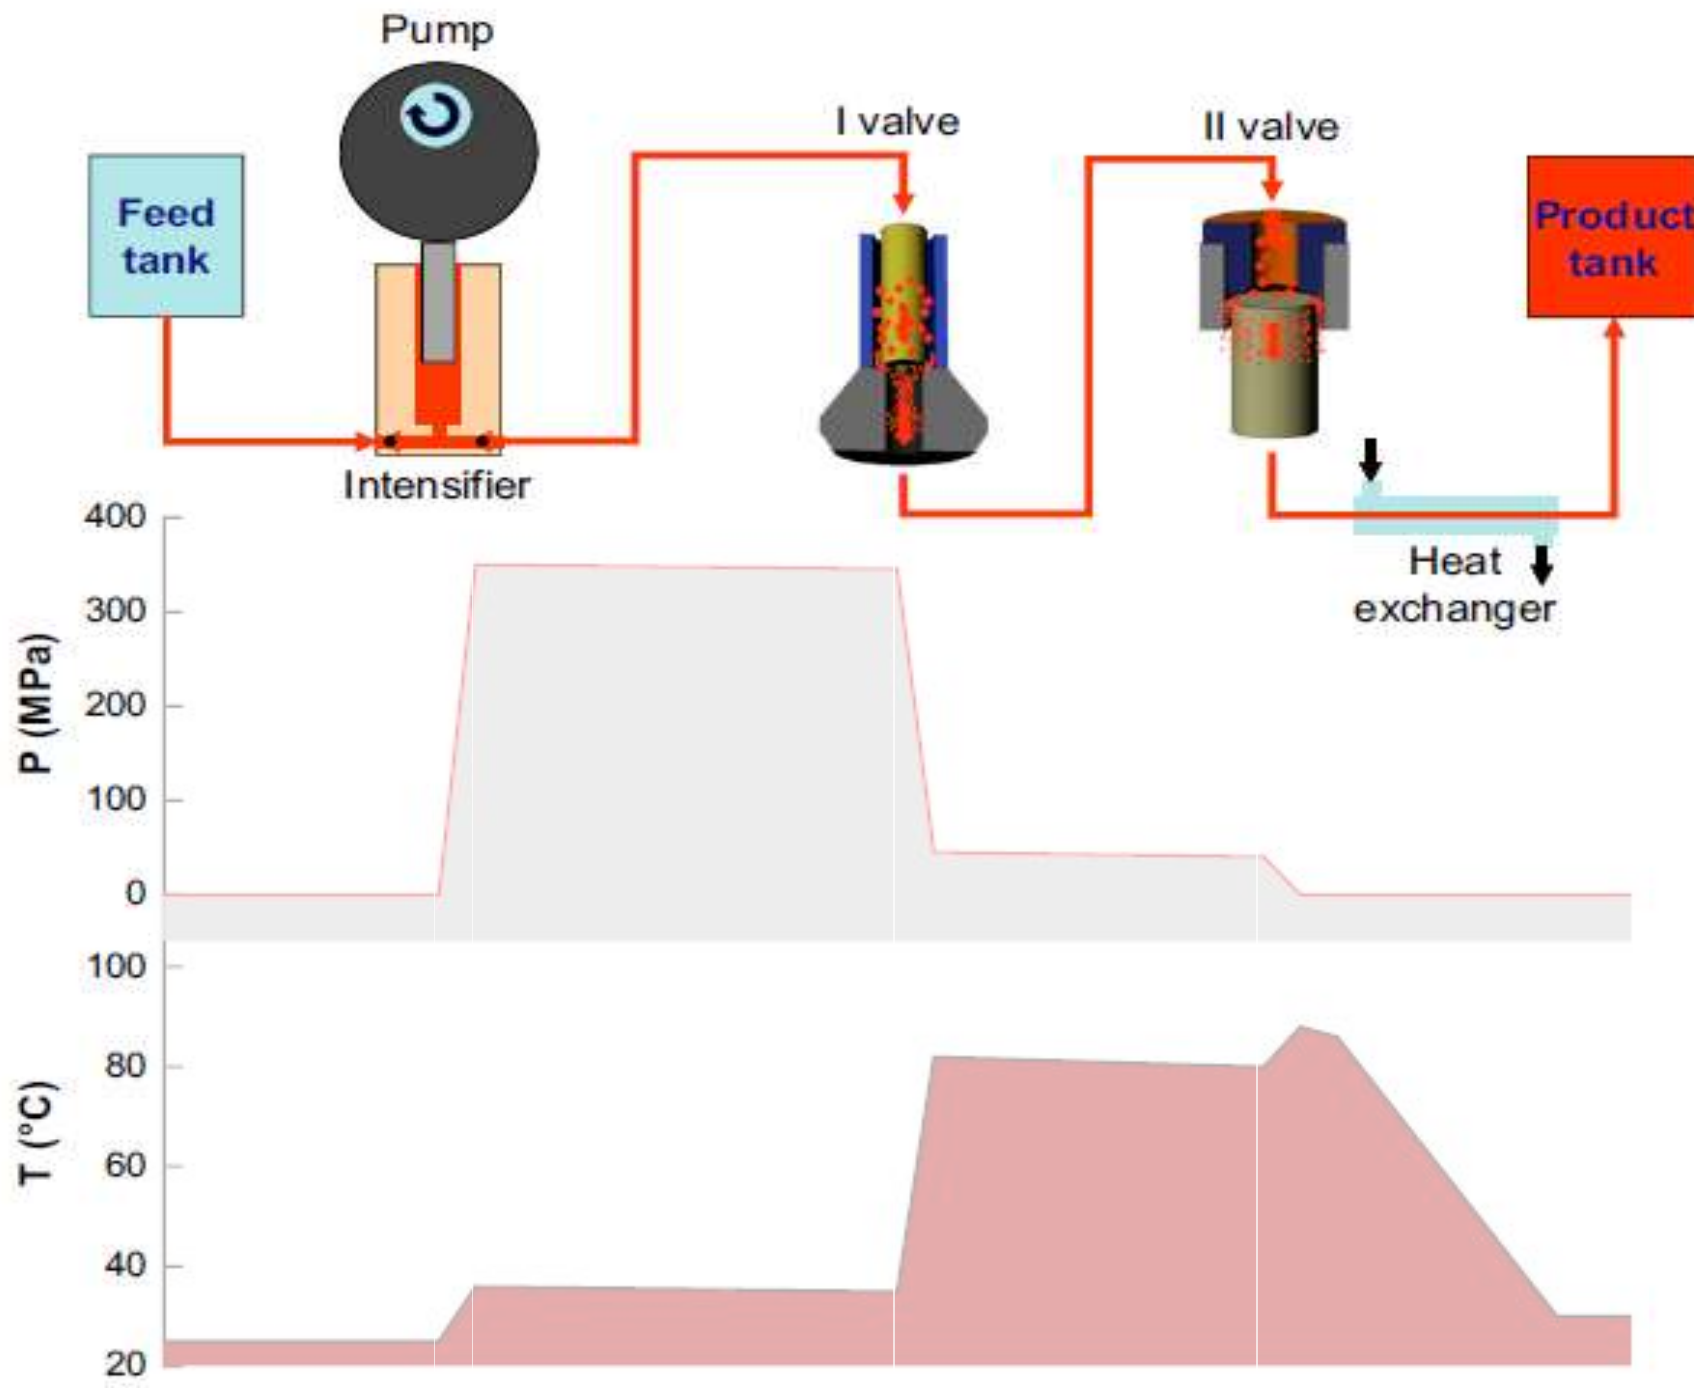 Pump
I valve
II valve
Feed
tank
Product
tank
Intensifier
Heat
exchanger
P (MPa)
400
300
200
100
0
T (ºC)
100
80
60
40
20